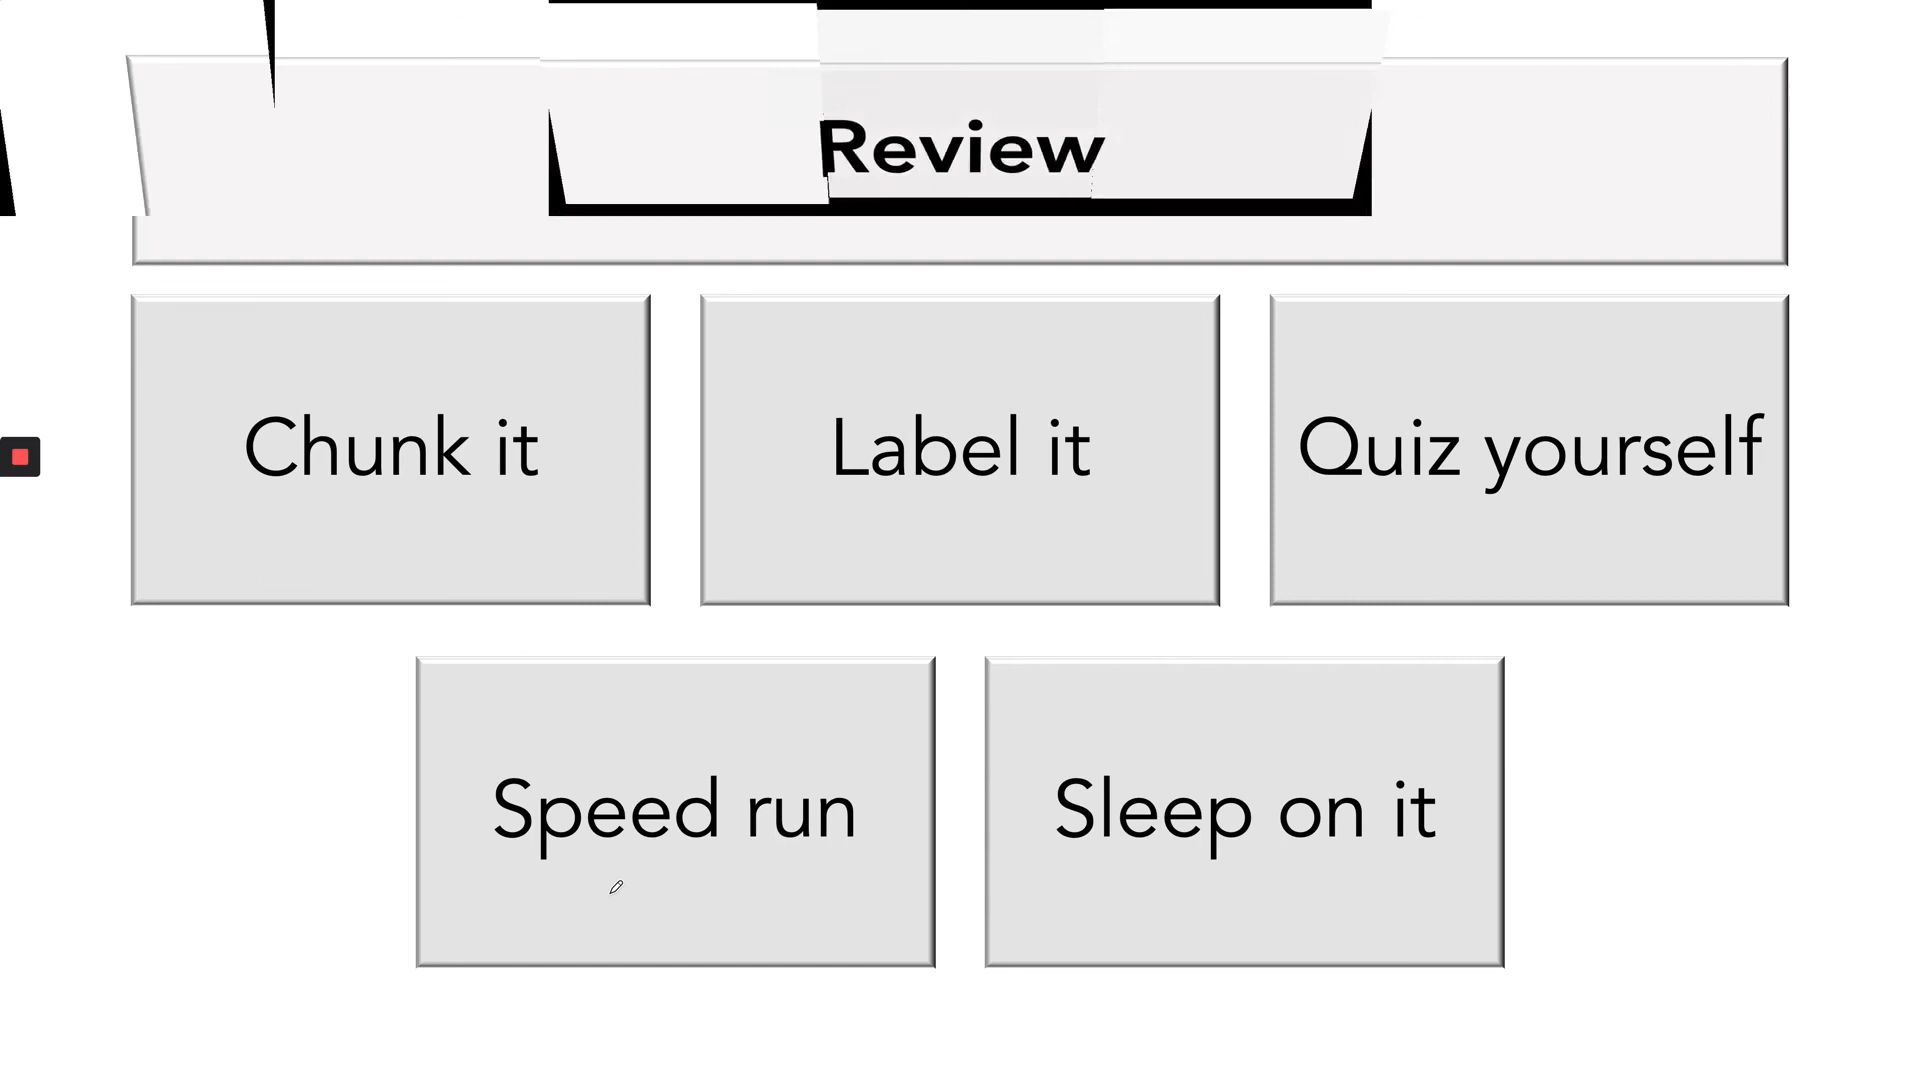 Review
Chunk it
Label it
Quiz yourself
Speed run
Sleep on it